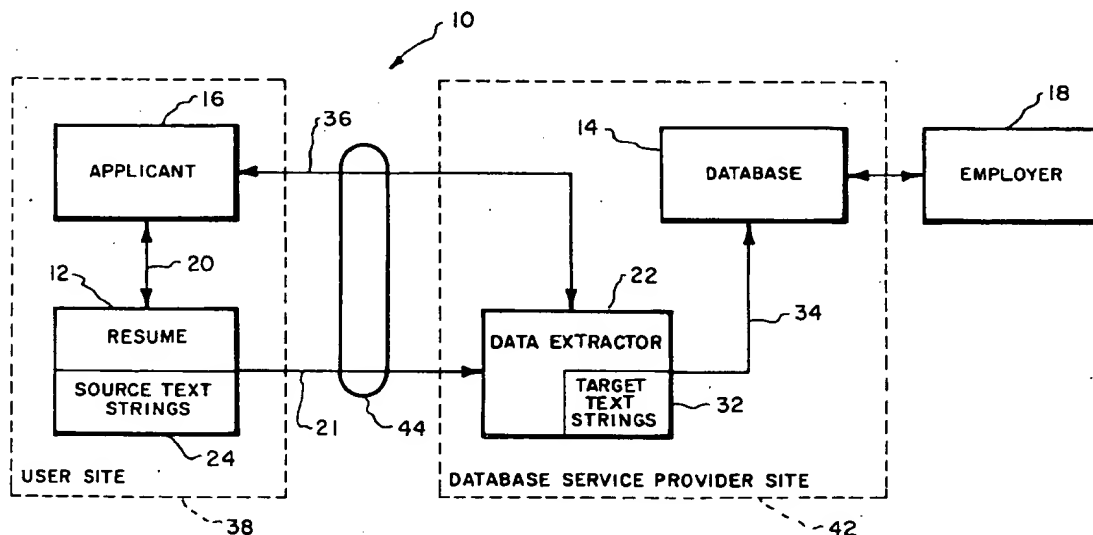 10
16
APPLICANT
36
14
DATABASE
18
EMPLOYER
20
12
RESUME
SOURCE TEXT
STRINGS
24
21
44
22
DATA EXTRACTOR
TARGET
TEXT
STRINGS
32
34
USER SITE
38
DATABASE SERVICE PROVIDER SITE
42